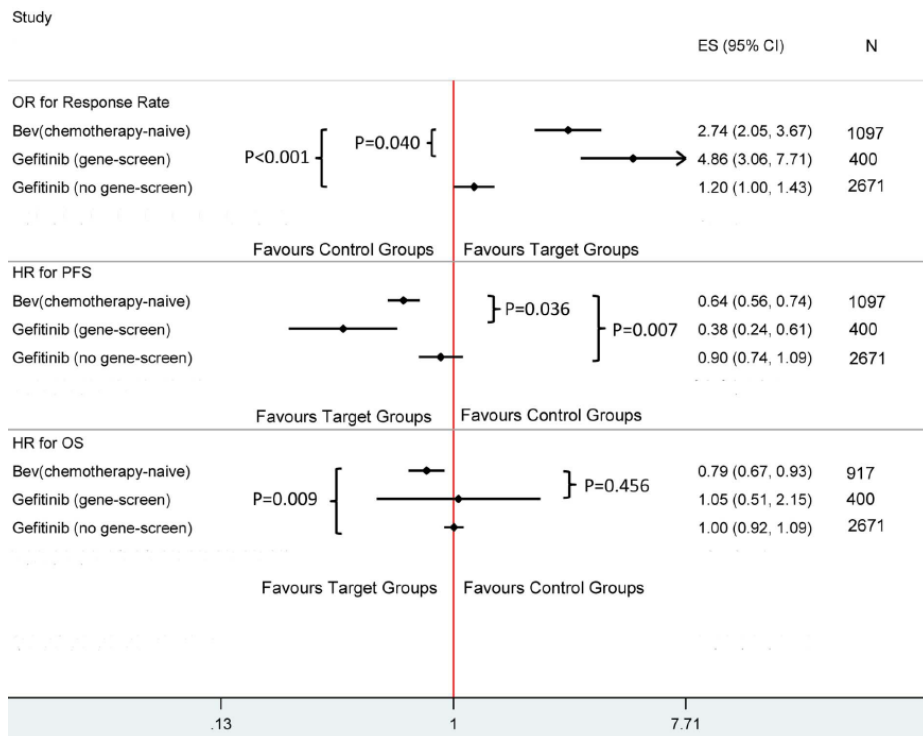 Study
ES (95% CI) N
OR for Response Rate
Bev(chemotherapy-naive) 2.74 (2.05, 3.67) 1097
P<0.001 P=0.040
Gefitinib (gene-screen) 4.86 (3.06, 7.71) 400
Gefitinib (no gene-screen) 1.20 (1.00, 1.43) 2671
Favours Control Groups Favours Target Groups
HR for PFS
Bev(chemotherapy-naive) P=0.036 0.64 (0.56, 0.74) 1097
Gefitinib (gene-screen) P=0.007 0.38 (0.24, 0.61) 400
Gefitinib (no gene-screen) 0.90 (0.74, 1.09) 2671
Favours Target Groups Favours Control Groups
HR for OS
Bev(chemotherapy-naive) 0.79 (0.67, 0.93) 917
P=0.009 P=0.456
Gefitinib (gene-screen) 1.05 (0.51, 2.15) 400
Gefitinib (no gene-screen) 1.00 (0.92, 1.09) 2671
Favours Target Groups Favours Control Groups
.13 1 7.71